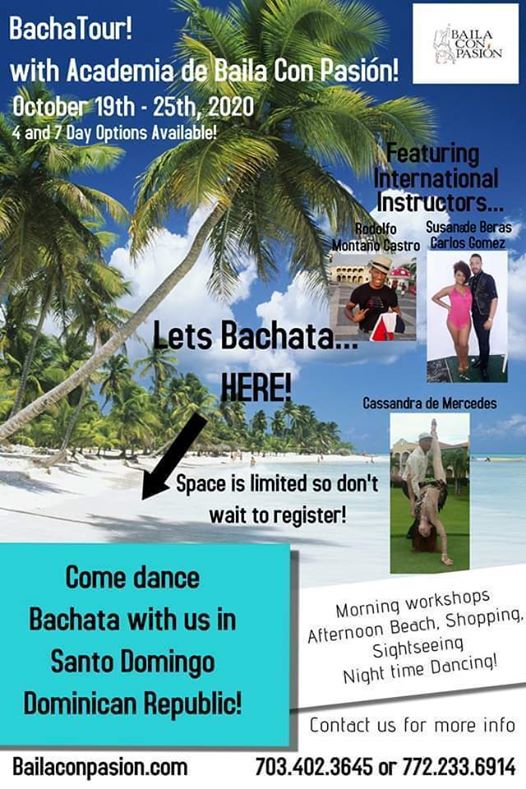 BachaTour!
with Academia de Baila Con Pasión!
October 19th - 25th, 2020
4 and 7 Day Options Available!
BAILA
CON
PASIÓN
Featuring
International
Instructors...
Rodolfo
Montaño Castro
Susanade Beras
Carlos Gomez
Lets Bachata...
HERE!
Cassandra de Mercedes
Space is limited so don't
wait to register!
Come dance
Bachata with us in
Santo Domingo
Dominican Republic!
Morning workshops
Afternoon Beach, Shopping,
Sightseeing
Night time Dancing!
Contact us for more info
Bailaconpasion.com
703.402.3645 or 772.233.6914